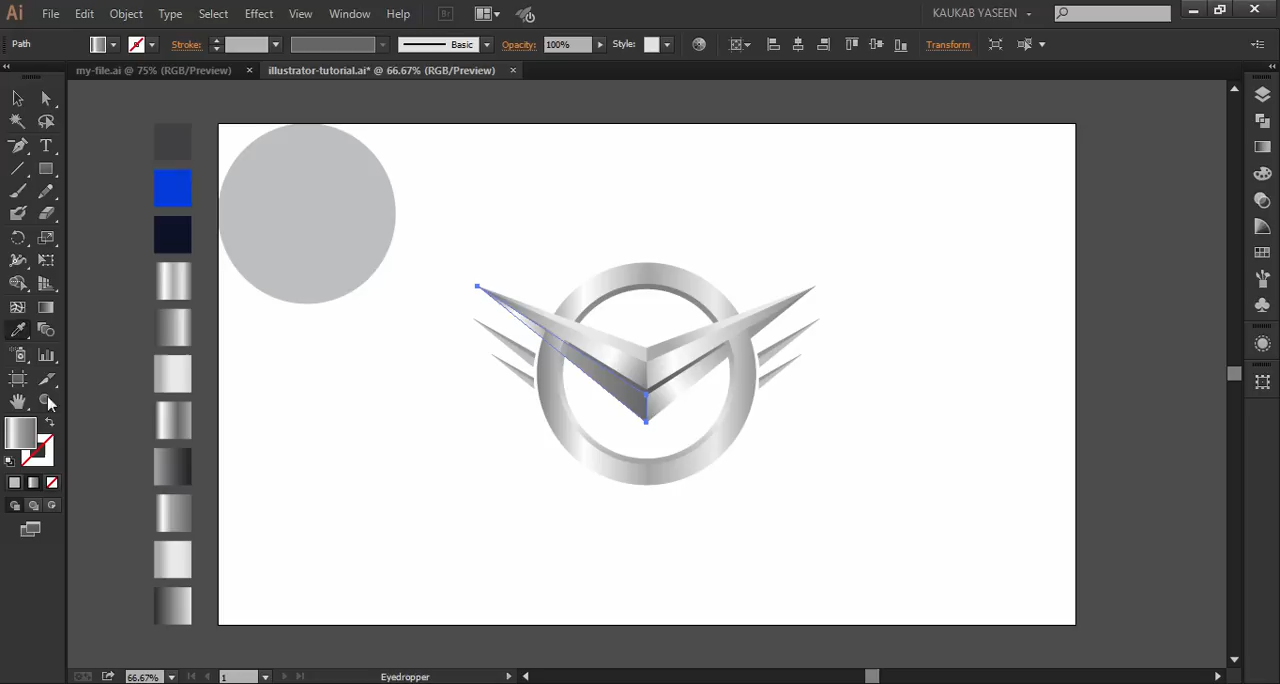 Ai File Edit Object Type Select Effect View Window Help Br KAUKAB YASEEN
Path Stroke: Basic Opacity: 100% Style: Transform
my-file.ai @ 75% (RGB/Preview) × illustrator-tutorial.ai* @ 66.67% (RGB/Preview) ×
T
66.67% 1 Eyedropper